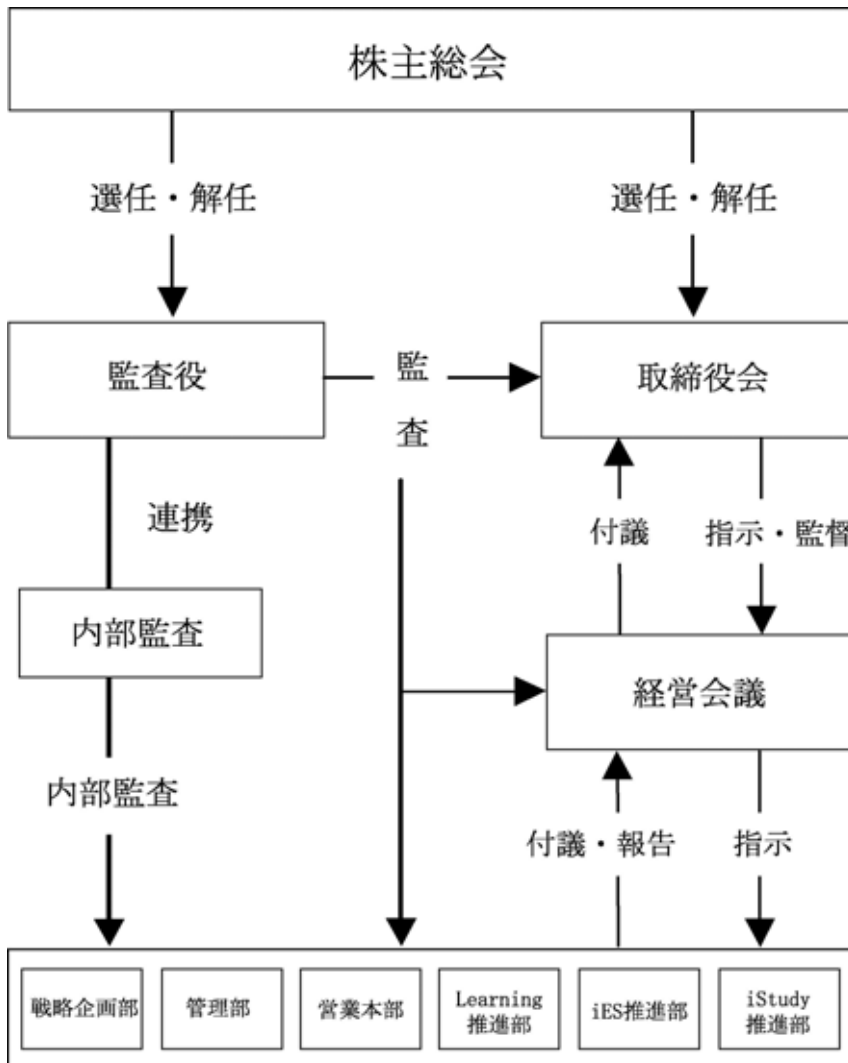 株主総会
選任・解任
選任・解任
監査役
監査
取締役会
連携
付議
指示・監督
内部監査
経営会議
内部監査
付議・報告
指示
戦略企画部
管理部
営業本部
Learning
推進部
iES推進部
iStudy
推進部